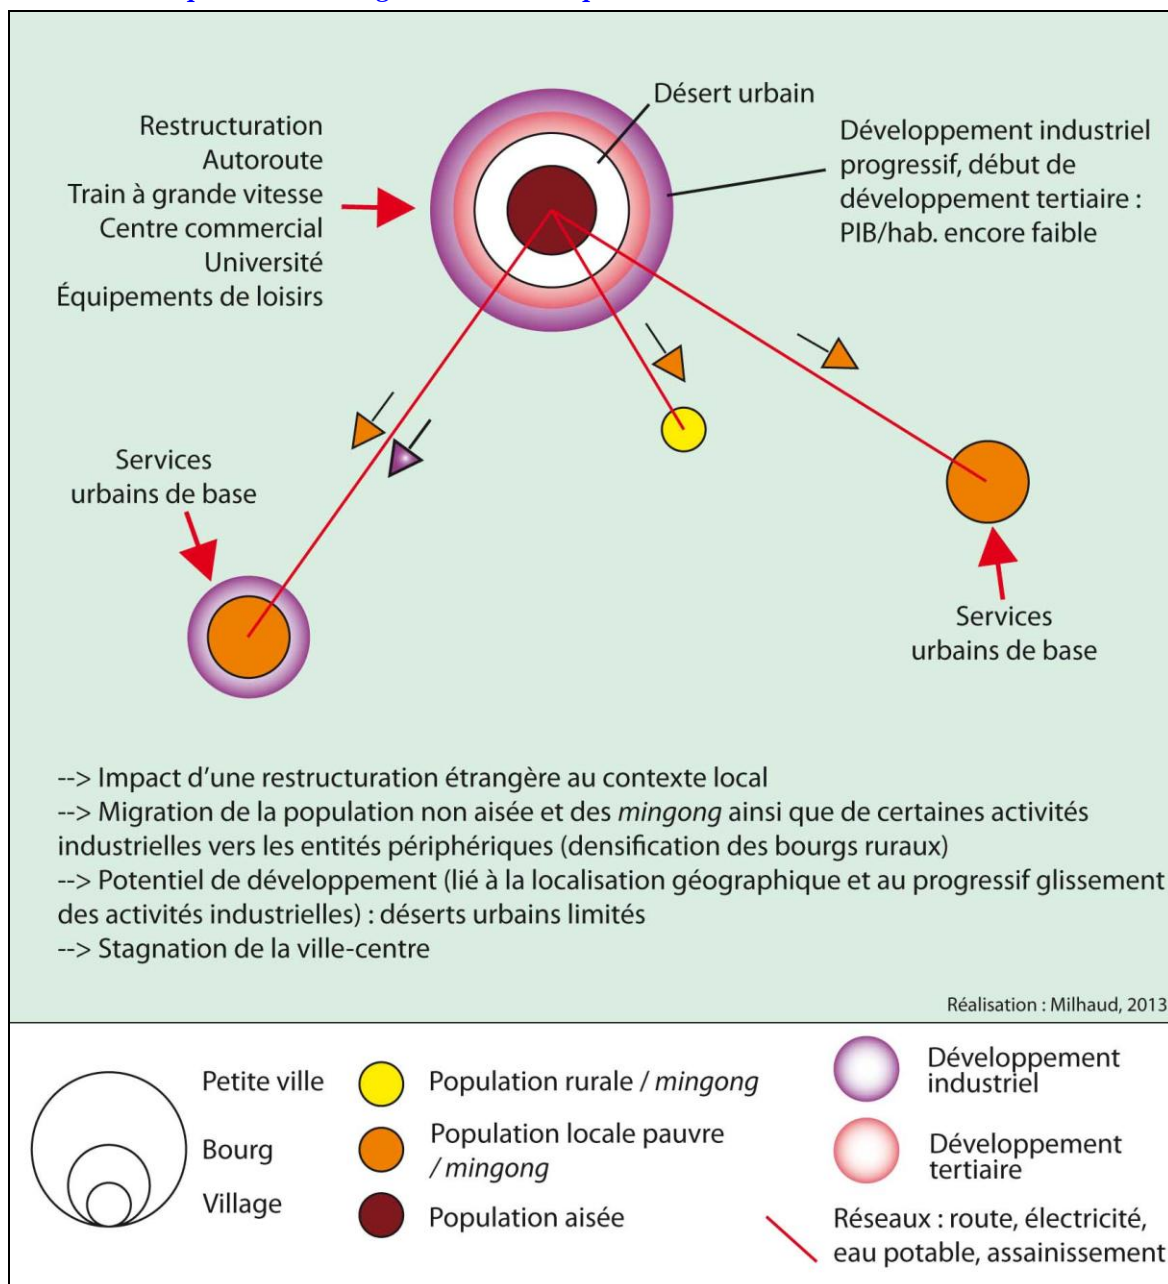 Restructuration
Autoroute
Train à grande vitesse
Centre commercial
Université
Équipements de loisirs
Désert urbain
Développement industriel
progressif, début de
développement tertiaire :
PIB/hab. encore faible
Services
urbains de base
Services
urbains de base
--> Impact d’une restructuration étrangère au contexte local
--> Migration de la population non aisée et des mingong ainsi que de certaines activités
industrielles vers les entités périphériques (densification des bourgs ruraux)
--> Potentiel de développement (lié à la localisation géographique et au progressif glissement
des activités industrielles) : déserts urbains limités
--> Stagnation de la ville-centre
Réalisation : Milhaud, 2013
Petite ville
Bourg
Village
Population rurale / mingong
Population locale pauvre
/ mingong
Population aisée
Développement
industriel
Développement
tertiaire
Réseaux : route, électricité,
eau potable, assainissement